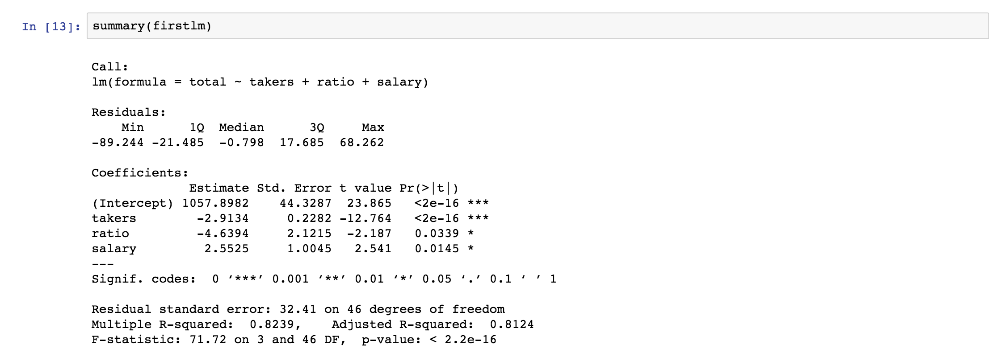 In [13]: summary(firstlm)
Call:
lm(formula = total ~ takers + ratio + salary)
Residuals:
    Min      1Q  Median      3Q     Max
-89.244 -21.485  -0.798  17.685  68.262
Coefficients:
             Estimate Std. Error t value Pr(>|t|)
(Intercept) 1057.8982    44.3287  23.865   <2e-16 ***
takers        -2.9134     0.2282 -12.764   <2e-16 ***
ratio         -4.6394     2.1215  -2.187   0.0339 *
salary         2.5525     1.0045   2.541   0.0145 *
---
Signif. codes:  0 ‘***’ 0.001 ‘**’ 0.01 ‘*’ 0.05 ‘.’ 0.1 ‘ ’ 1
Residual standard error: 32.41 on 46 degrees of freedom
Multiple R-squared:  0.8239,    Adjusted R-squared:  0.8124
F-statistic: 71.72 on 3 and 46 DF,  p-value: < 2.2e-16